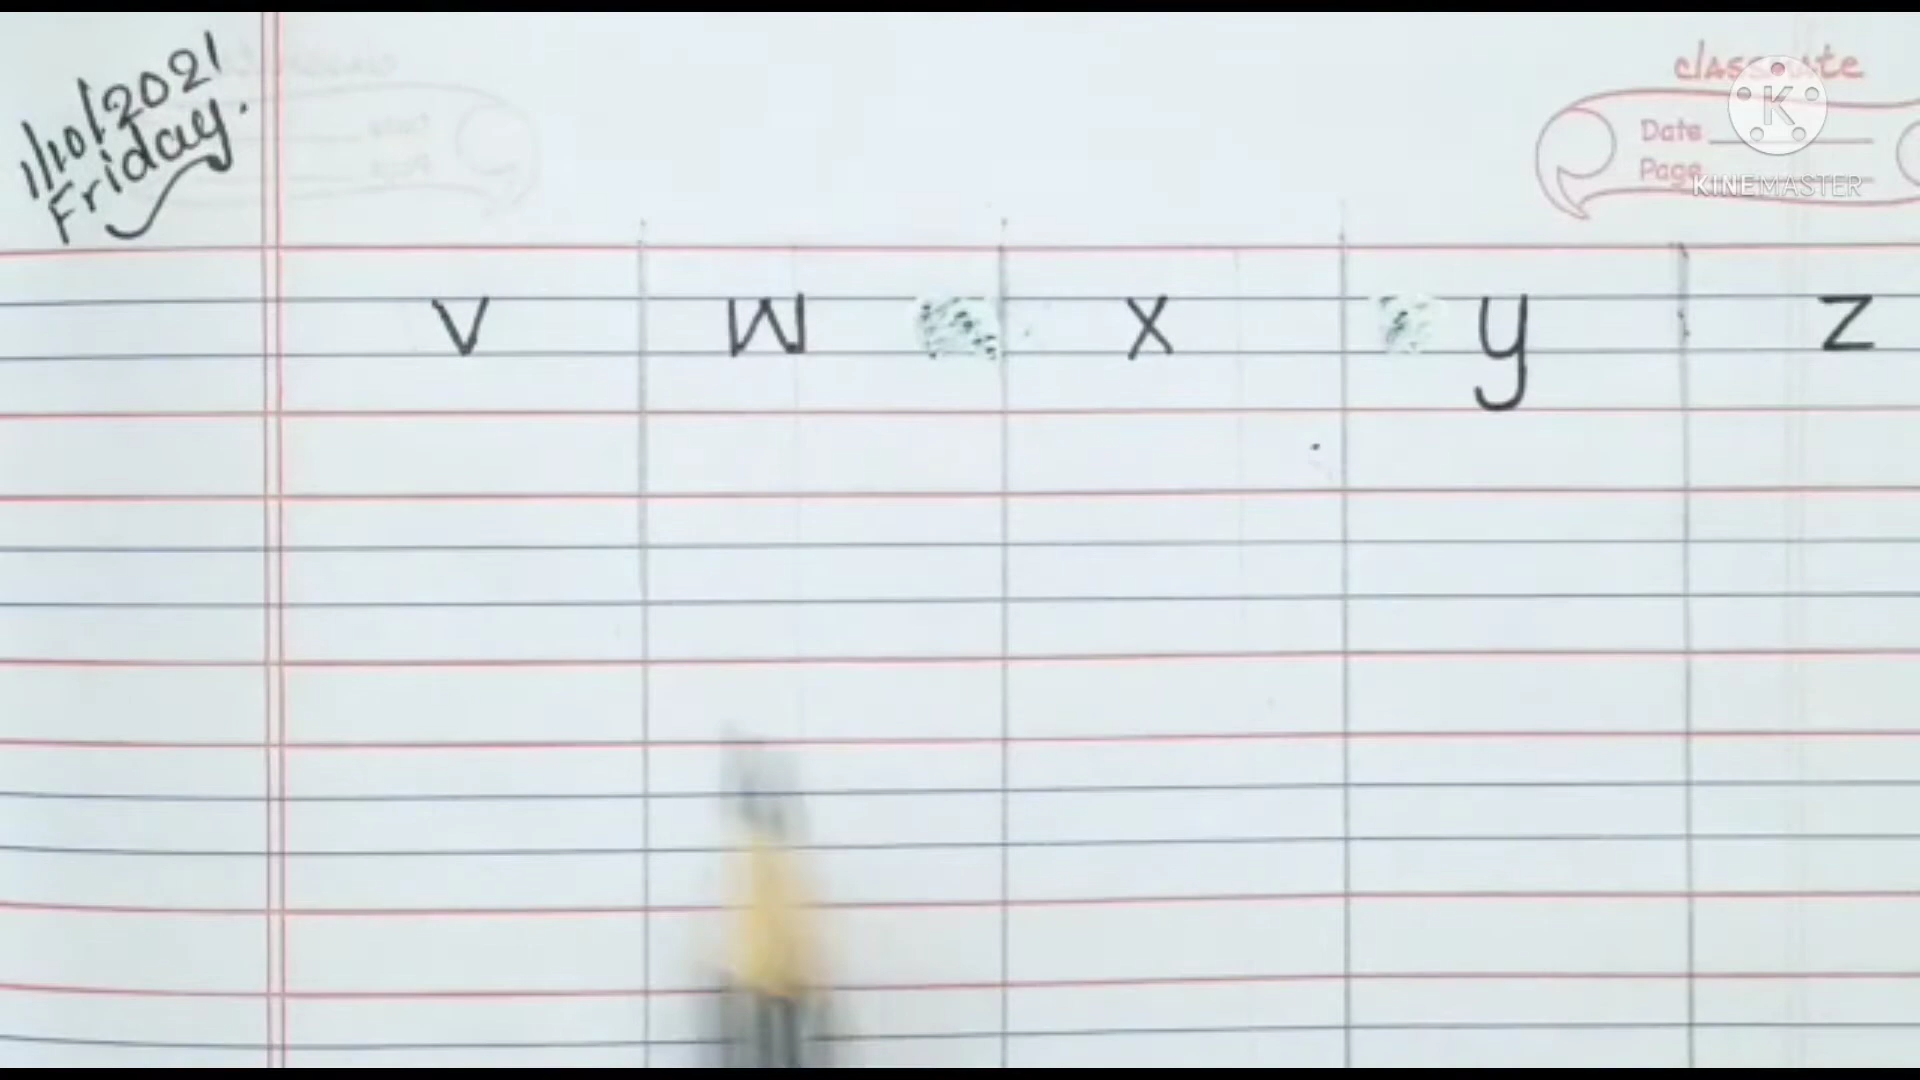 1/10/2021
Friday.
classmate
Date
Page
KINEMASTER
v w x y z